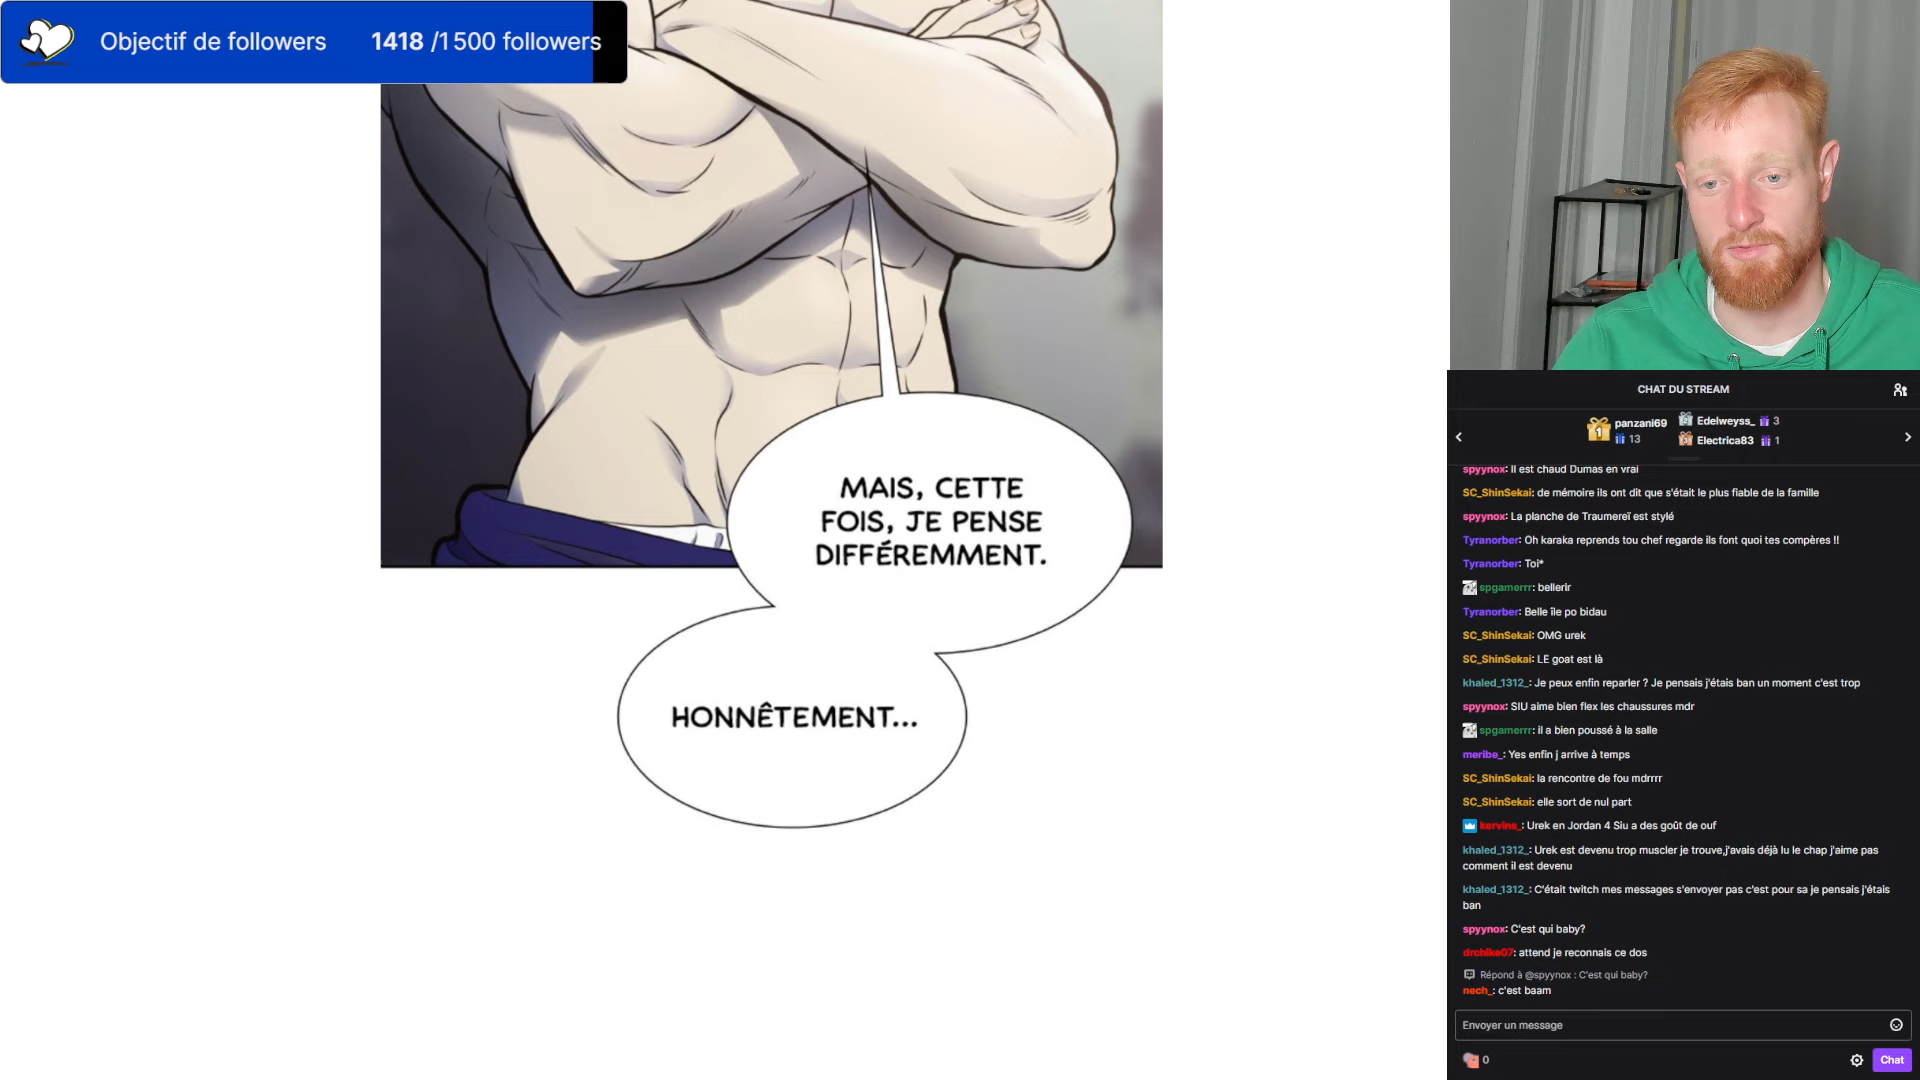 Objectif de followers 1418 /1500 followers
MAIS, CETTE
FOIS, JE PENSE
DIFFÉREMMENT.
HONNÊTEMENT...
CHAT DU STREAM
1 panzani69 13
Edelweyss_ 3
Electrica83 1
spyynox: Il est chaud Dumas en vrai
SC_ShinSekai: de mémoire ils ont dit que s'était le plus fiable de la famille
spyynox: La planche de Traumereï est stylé
Tyranorber: Oh karaka reprends tou chef regarde ils font quoi tes compères !!
Tyranorber: Toi*
spgamerrr: bellerir
Tyranorber: Belle île po bidau
SC_ShinSekai: OMG urek
SC_ShinSekai: LE goat est là
khaled_1312_: Je peux enfin reparler ? Je pensais j'étais ban un moment c'est trop
spyynox: SIU aime bien flex les chaussures mdr
spgamerrr: il a bien poussé à la salle
meribe_: Yes enfin j arrive à temps
SC_ShinSekai: la rencontre de fou mdrrrr
SC_ShinSekai: elle sort de nul part
kervins_: Urek en Jordan 4 Siu a des goût de ouf
khaled_1312_: Urek est devenu trop muscler je trouve,j'avais déjà lu le chap j'aime pas
comment il est devenu
khaled_1312_: C'était twitch mes messages s'envoyer pas c'est pour sa je pensais j'étais
ban
spyynox: C'est qui baby?
drchike07: attend je reconnais ce dos
Répond à @spyynox : C'est qui baby?
nech_: c'est baam
Envoyer un message
0
Chat